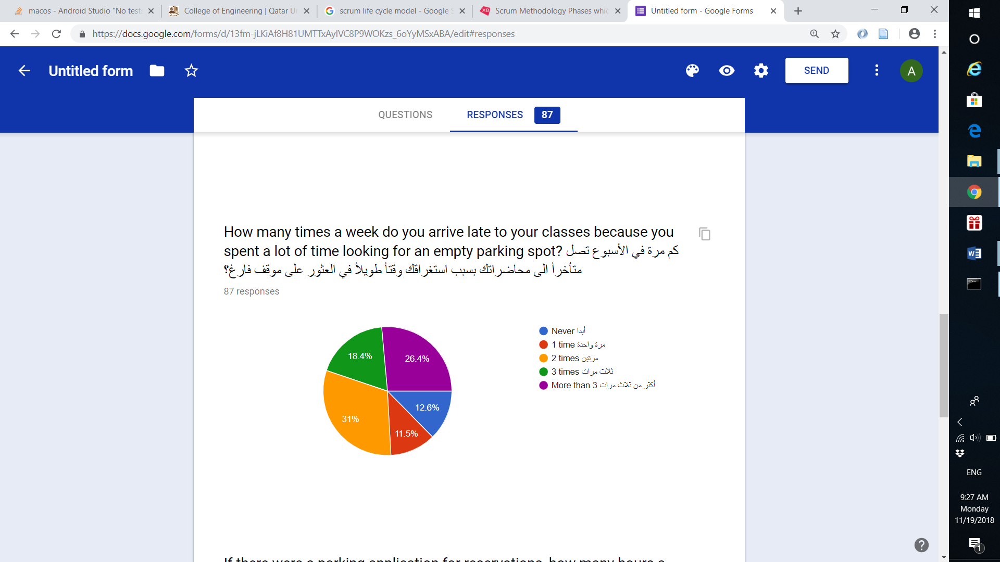 macos - Android Studio "No test
College of Engineering | Qatar Un
scrum life cycle model - Google S
Scrum Methodology Phases whic
Untitled form - Google Forms
https://docs.google.com/forms/d/13fm-jLKiAf8H81UMTTxAyIVC8P9WOKzs_6oYyMSxABA/edit#responses
Untitled form
SEND
A
QUESTIONS
RESPONSES 87
How many times a week do you arrive late to your classes because you
spent a lot of time looking for an empty parking spot? كم مرة في الأسبوع تصل
متأخراً الى محاضراتك بسبب استغراقك وقتاً طويلاً في العثور على موقف فارغ؟
87 responses
18.4%
26.4%
12.6%
31%
11.5%
Never أبدا
1 time مرة واحدة
2 times مرتين
3 times ثلاث مرات
More than 3 أكثر من ثلاث مرات
If there were a parking application for reservations, how many hours a
ENG
9:27 AM
Monday
11/19/2018
1